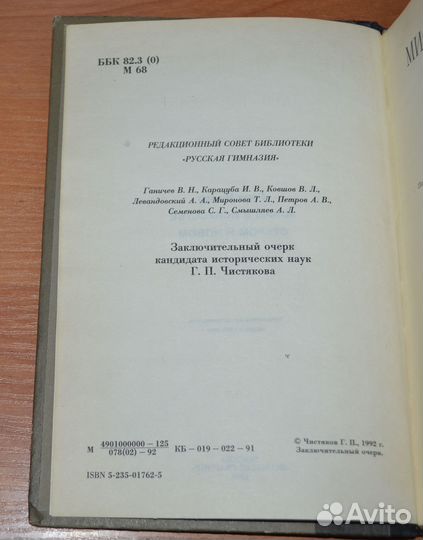 ББК 82.3 (0)
М 68
МИ
РЕДАКЦИОННЫЙ СОВЕТ БИБЛИОТЕКИ
«РУССКАЯ ГИМНАЗИЯ»
Ганичев В. Н., Карацуба И. В., Ковшов В. Л.,
Левандовский А. А., Миронова Т. Л., Петров А. В.,
Семенова С. Г., Смышляев А. Л.
Заключительный очерк
кандидата исторических наук
Г. П. Чистякова
М 4901000000—125
078(02)—92
КБ—019—022—91
© Чистяков Г. П., 1992 г.
Заключительный очерк.
ISBN 5-235-01762-5
Avito